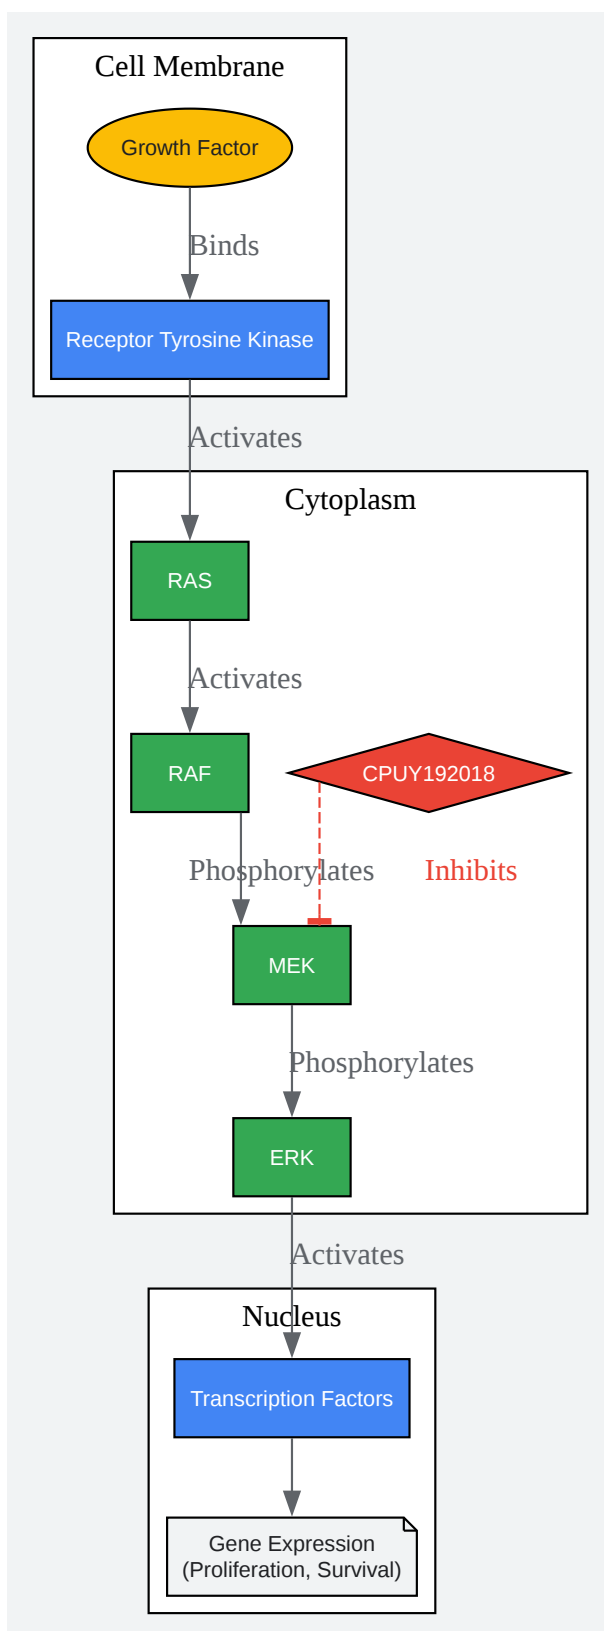 Cell Membrane
Growth Factor
Binds
Receptor Tyrosine Kinase
Activates
Cytoplasm
RAS
Activates
RAF
CPUY192018
Phosphorylates
Inhibits
MEK
Phosphorylates
ERK
Activates
Nucleus
Transcription Factors
Gene Expression
(Proliferation, Survival)